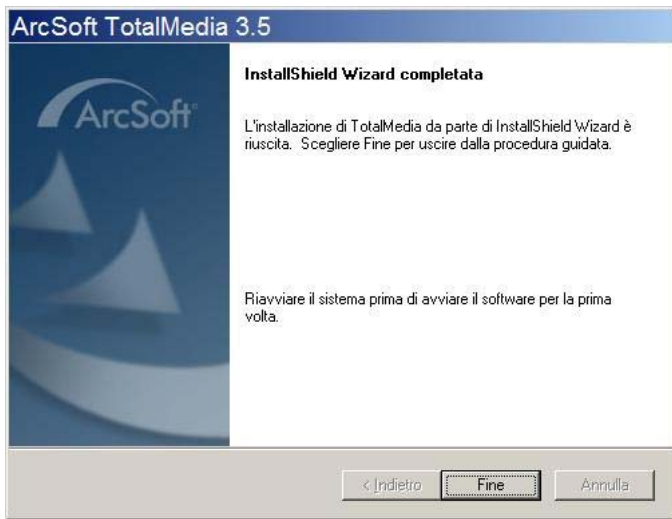 ArcSoft TotalMedia 3.5
ArcSoft
InstallShield Wizard completata
L'installazione di TotalMedia da parte di InstallShield Wizard è
riuscita. Scegliere Fine per uscire dalla procedura guidata.
Riavviare il sistema prima di avviare il software per la prima
volta.
< Indietro
Fine
Annulla